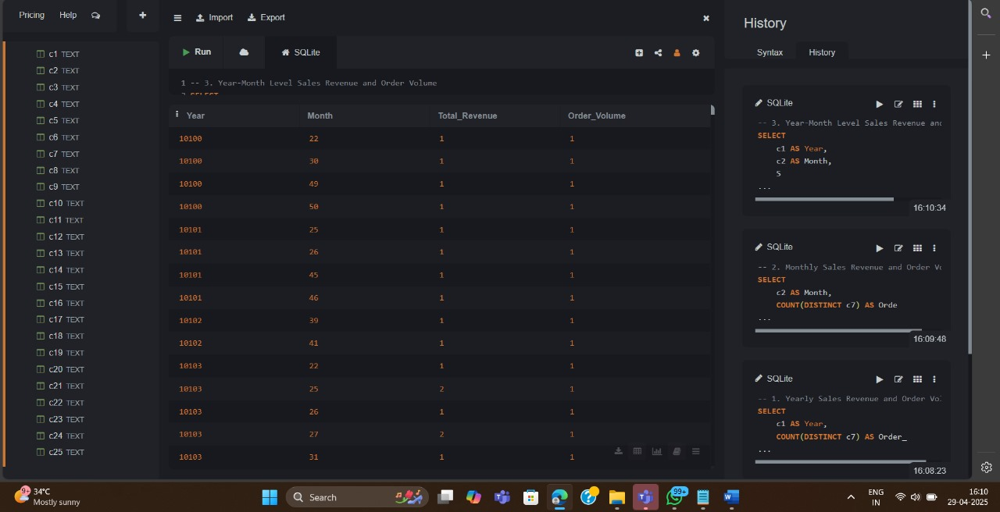 Pricing Help
c1 TEXT
c2 TEXT
c3 TEXT
c4 TEXT
c5 TEXT
c6 TEXT
c7 TEXT
c8 TEXT
c9 TEXT
c10 TEXT
c11 TEXT
c12 TEXT
c13 TEXT
c14 TEXT
c15 TEXT
c16 TEXT
c17 TEXT
c18 TEXT
c19 TEXT
c20 TEXT
c21 TEXT
c22 TEXT
c23 TEXT
c24 TEXT
c25 TEXT
Import Export
Run SQLite
1 -- 3. Year-Month Level Sales Revenue and Order Volume
2 SELECT
Year Month Total_Revenue Order_Volume
10100 22 1 1
10100 30 1 1
10100 49 1 1
10100 50 1 1
10101 25 1 1
10101 26 1 1
10101 45 1 1
10101 46 1 1
10102 39 1 1
10102 41 1 1
10103 22 1 1
10103 25 2 1
10103 26 1 1
10103 27 2 1
10103 31 1 1
History
Syntax History
SQLite
-- 3. Year-Month Level Sales Revenue and
SELECT
c1 AS Year,
c2 AS Month,
S
...
16:10:34
SQLite
-- 2. Monthly Sales Revenue and Order Vo
SELECT
c2 AS Month,
COUNT(DISTINCT c7) AS Orde
...
16:09:48
SQLite
-- 1. Yearly Sales Revenue and Order Vol
SELECT
c1 AS Year,
COUNT(DISTINCT c7) AS Order_
...
16:08:23
9+ 34°C
Mostly sunny
Search
99+
ENG
IN
16:10
29-04-2025